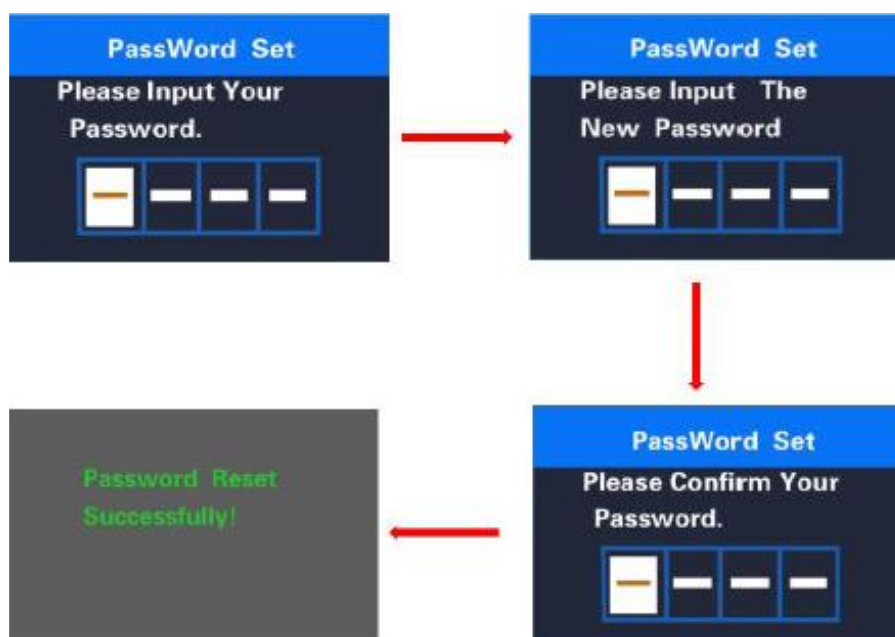 PassWord Set
Please Input Your
Password.
PassWord Set
Please Input The
New Password
PassWord Set
Please Confirm Your
Password.
Password Reset
Successfully!